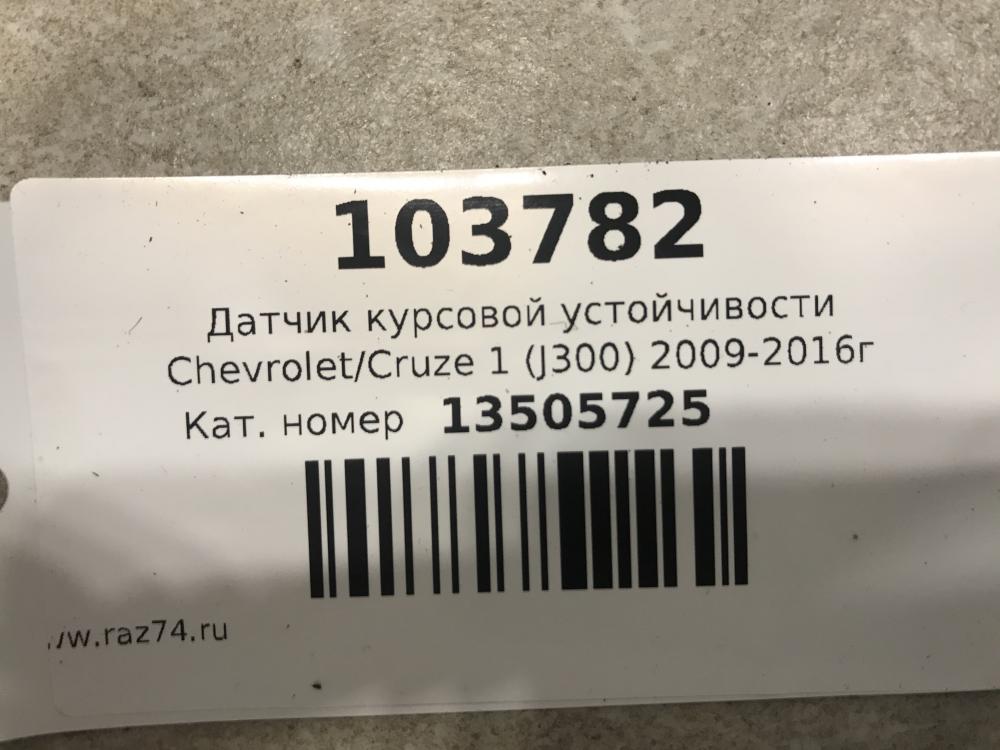 103782
Датчик курсовой устойчивости
Chevrolet/Cruze 1 (J300) 2009-2016г
Кат. номер 13505725
w.raz74.ru